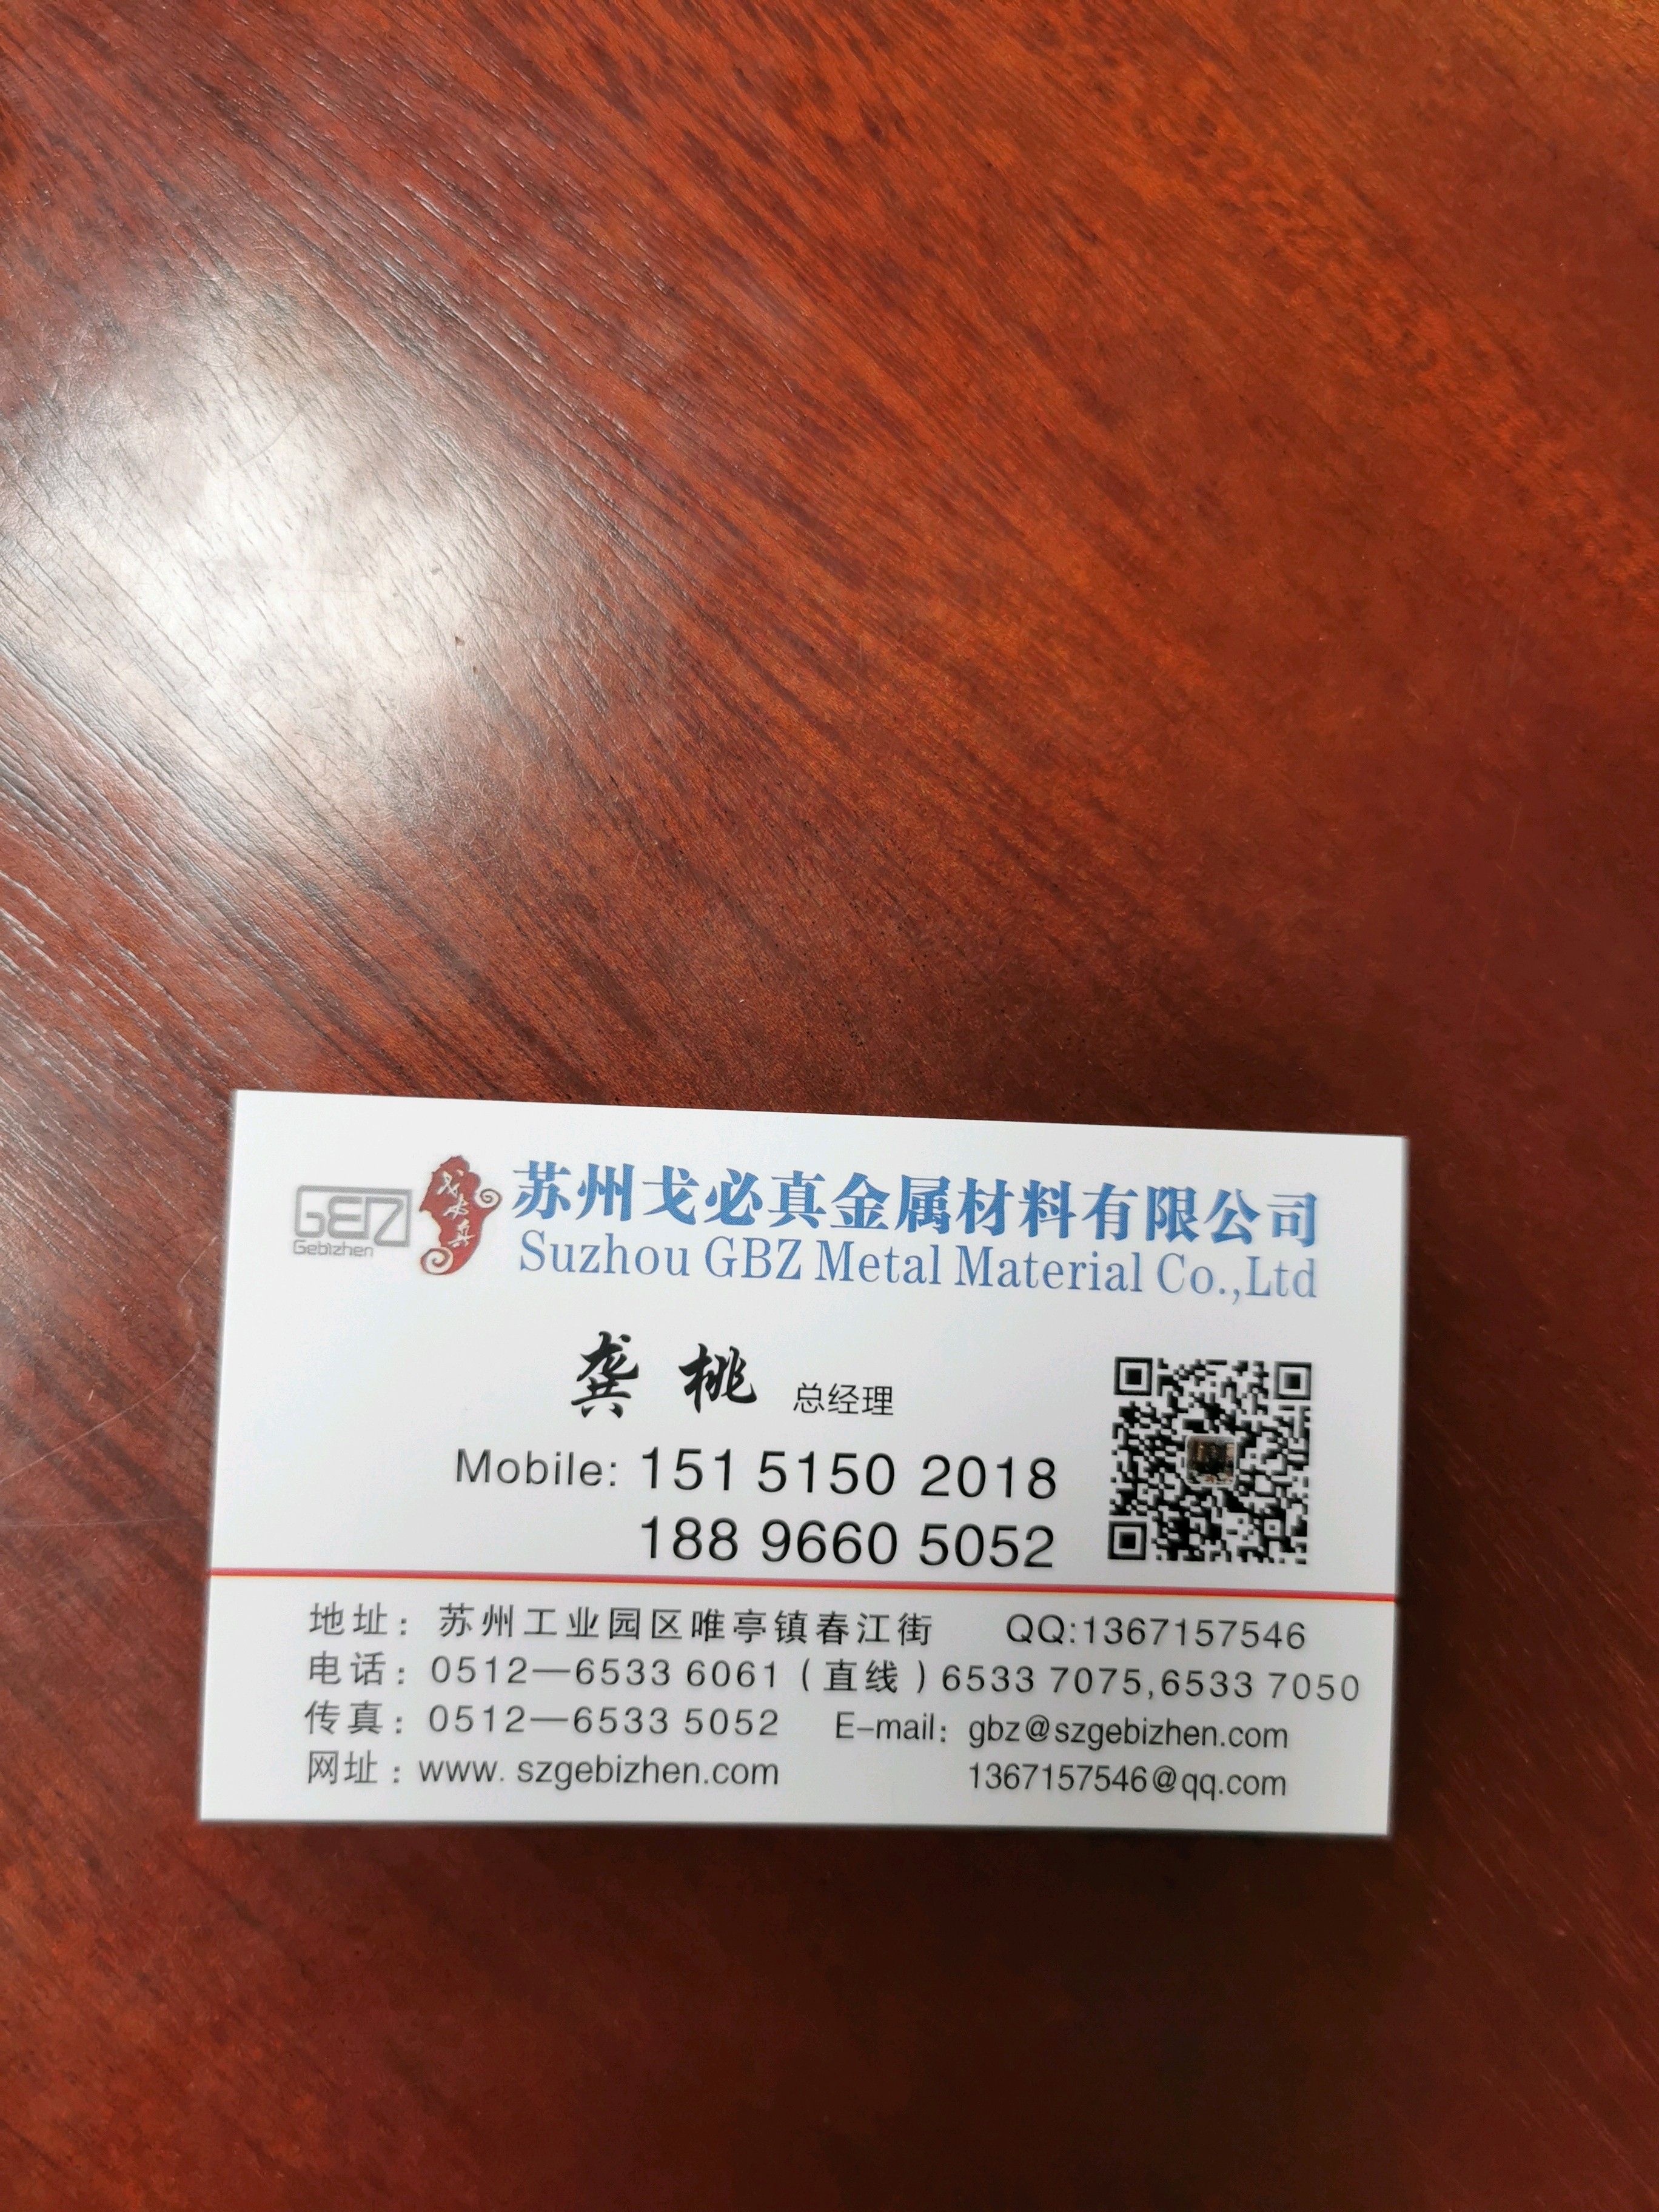 GEIZ 戈必真 苏州戈必真金属材料有限公司
Gebizhen Suzhou GBZ Metal Material Co.,Ltd
龚 桃 总经理
Mobile: 151 5150 2018
188 9660 5052
地址：苏州工业园区唯亭镇春江街 QQ:1367157546
电话：0512—6533 6061（直线）6533 7075,6533 7050
传真：0512—6533 5052 E-mail：gbz@szgebizhen.com
网址：www. szgebizhen.com 1367157546@qq.com